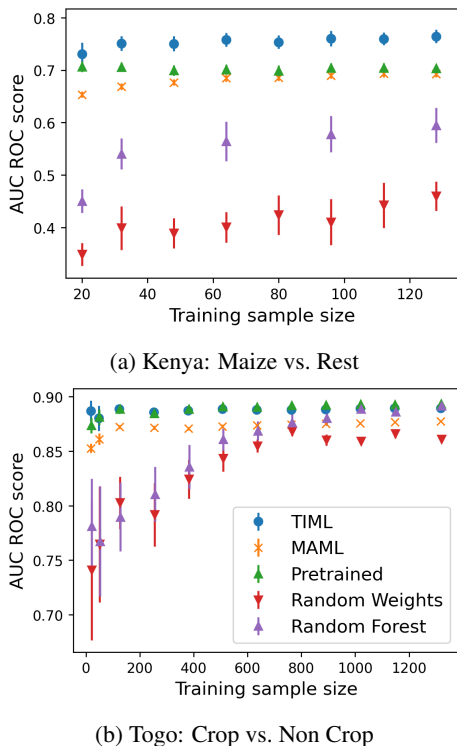 0.8
0.7
0.6
0.5
0.4
AUC ROC score
20 40 60 80 100 120
Training sample size
(a) Kenya: Maize vs. Rest
0.90
0.85
0.80
0.75
0.70
AUC ROC score
TIML
MAML
Pretrained
Random Weights
Random Forest
0 200 400 600 800 1000 1200
Training sample size
(b) Togo: Crop vs. Non Crop